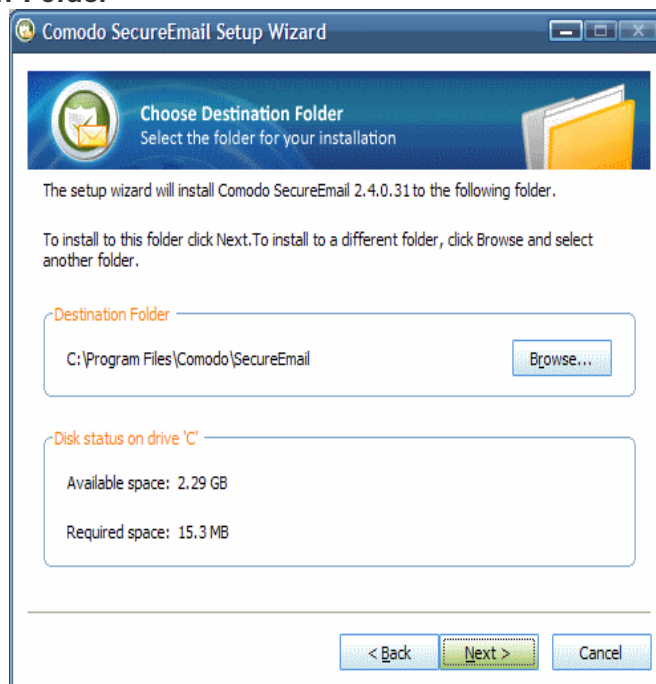 Folder
Comodo SecureEmail Setup Wizard
Choose Destination Folder
Select the folder for your installation
The setup wizard will install Comodo SecureEmail 2.4.0.31 to the following folder.
To install to this folder click Next.To install to a different folder, click Browse and select
another folder.
Destination Folder
C:\Program Files\Comodo\SecureEmail
Browse...
Disk status on drive 'C'
Available space: 2.29 GB
Required space: 15.3 MB
< Back
Next >
Cancel